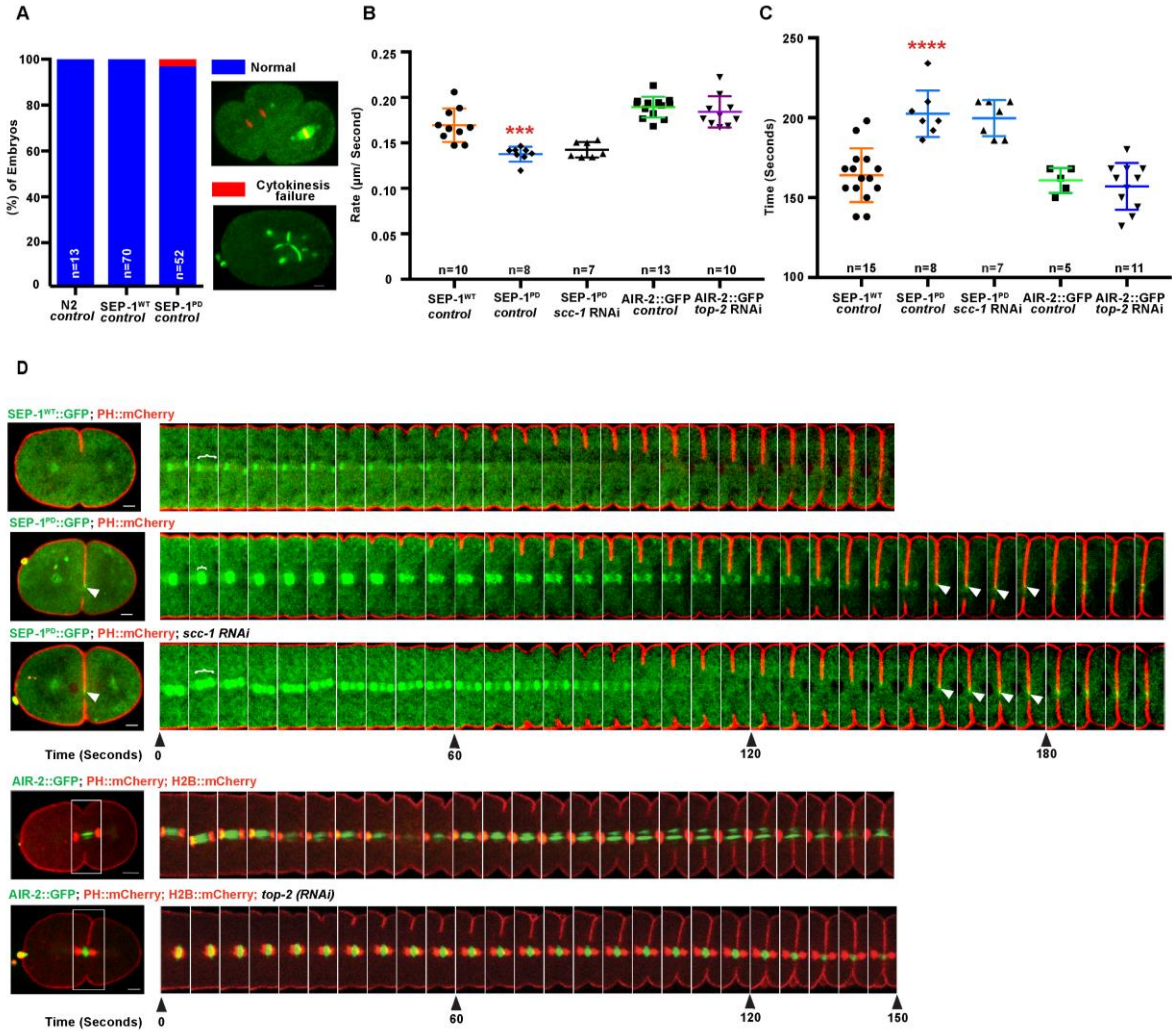 A
B
C
(%) of Embryos
100
80
60
40
20
0
n=13
n=70
n=52
N2
control
SEP-1WT
control
SEP-1PD
control
Normal
Cytokinesis
failure
Rate (μm/ Second)
0.25
0.20
0.15
0.10
0.05
0.00
***
n=10
n=8
n=7
n=13
n=10
SEP-1WT
control
SEP-1PD
control
SEP-1PD
scc-1 RNAi
AIR-2::GFP
control
AIR-2::GFP
top-2 RNAi
Time (Seconds)
250
200
150
100
****
n=15
n=8
n=7
n=5
n=11
SEP-1WT
control
SEP-1PD
control
SEP-1PD
scc-1 RNAi
AIR-2::GFP
control
AIR-2::GFP
top-2 RNAi
D
SEP-1WT::GFP; PH::mCherry
SEP-1PD::GFP; PH::mCherry
SEP-1PD::GFP; PH::mCherry; scc-1 RNAi
Time (Seconds)
0
60
120
180
AIR-2::GFP; PH::mCherry; H2B::mCherry
AIR-2::GFP; PH::mCherry; H2B::mCherry; top-2 (RNAi)
Time (Seconds)
0
60
120
150